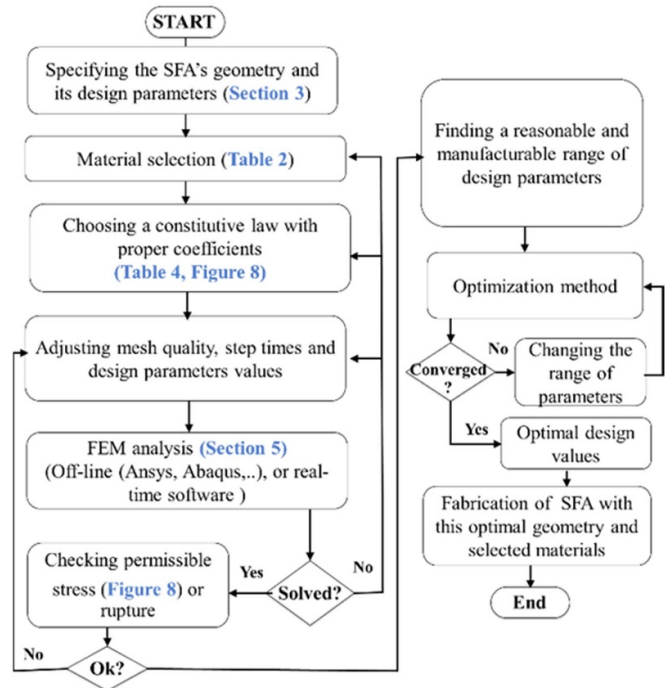 START
Specifying the SFA's geometry and
its design parameters (Section 3)
Material selection (Table 2)
Choosing a constitutive law with
proper coefficients
(Table 4, Figure 8)
Adjusting mesh quality, step times and
design parameters values
FEM analysis (Section 5)
(Off-line (Ansys, Abaqus,..), or real-
time software )
Solved?
Yes
No
Checking permissible
stress (Figure 8) or
rupture
Ok?
No
Finding a reasonable and
manufacturable range of
design parameters
Optimization method
Converged
?
No
Changing the
range of
parameters
Yes
Optimal design
values
Fabrication of SFA with
this optimal geometry and
selected materials
End